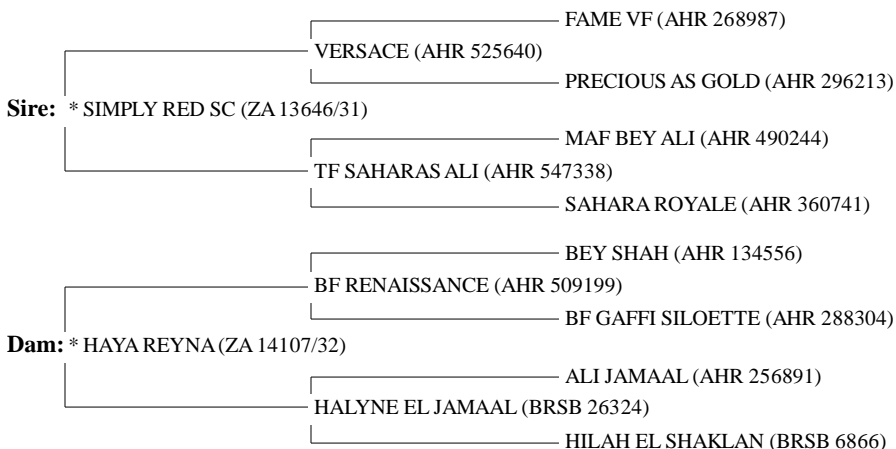 FAME VF (AHR 268987)
VERSACE (AHR 525640)
PRECIOUS AS GOLD (AHR 296213)
Sire: * SIMPLY RED SC (ZA 13646/31)
MAF BEY ALI (AHR 490244)
TF SAHARAS ALI (AHR 547338)
SAHARA ROYALE (AHR 360741)
BEY SHAH (AHR 134556)
BF RENAISSANCE (AHR 509199)
BF GAFFI SILOETTE (AHR 288304)
Dam: * HAYA REYNA (ZA 14107/32)
ALI JAMAAL (AHR 256891)
HALYNE EL JAMAAL (BRSB 26324)
HILAH EL SHAKLAN (BRSB 6866)